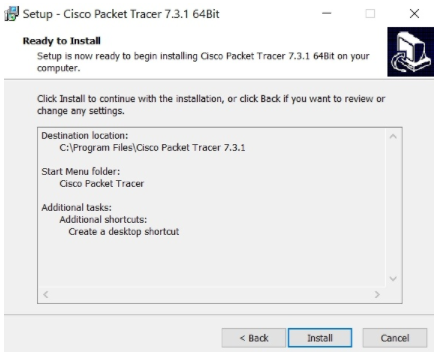 Setup - Cisco Packet Tracer 7.3.1 64Bit
Ready to Install
Setup is now ready to begin installing Cisco Packet Tracer 7.3.1 64Bit on your
computer.
Click Install to continue with the installation, or click Back if you want to review or
change any settings.
Destination location:
C:\Program Files\Cisco Packet Tracer 7.3.1
Start Menu folder:
Cisco Packet Tracer
Additional tasks:
Additional shortcuts:
Create a desktop shortcut
< Back
Install
Cancel